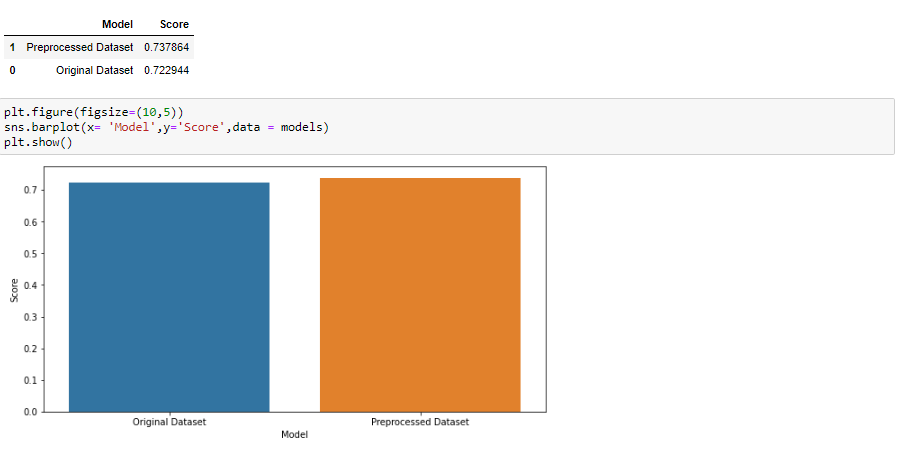 Model Score
1 Preprocessed Dataset 0.737864
0 Original Dataset 0.722944
plt.figure(figsize=(10,5))
sns.barplot(x= 'Model',y='Score',data = models)
plt.show()
0.7
0.6
0.5
0.4
0.3
0.2
0.1
0.0
Score
Original Dataset Preprocessed Dataset
Model